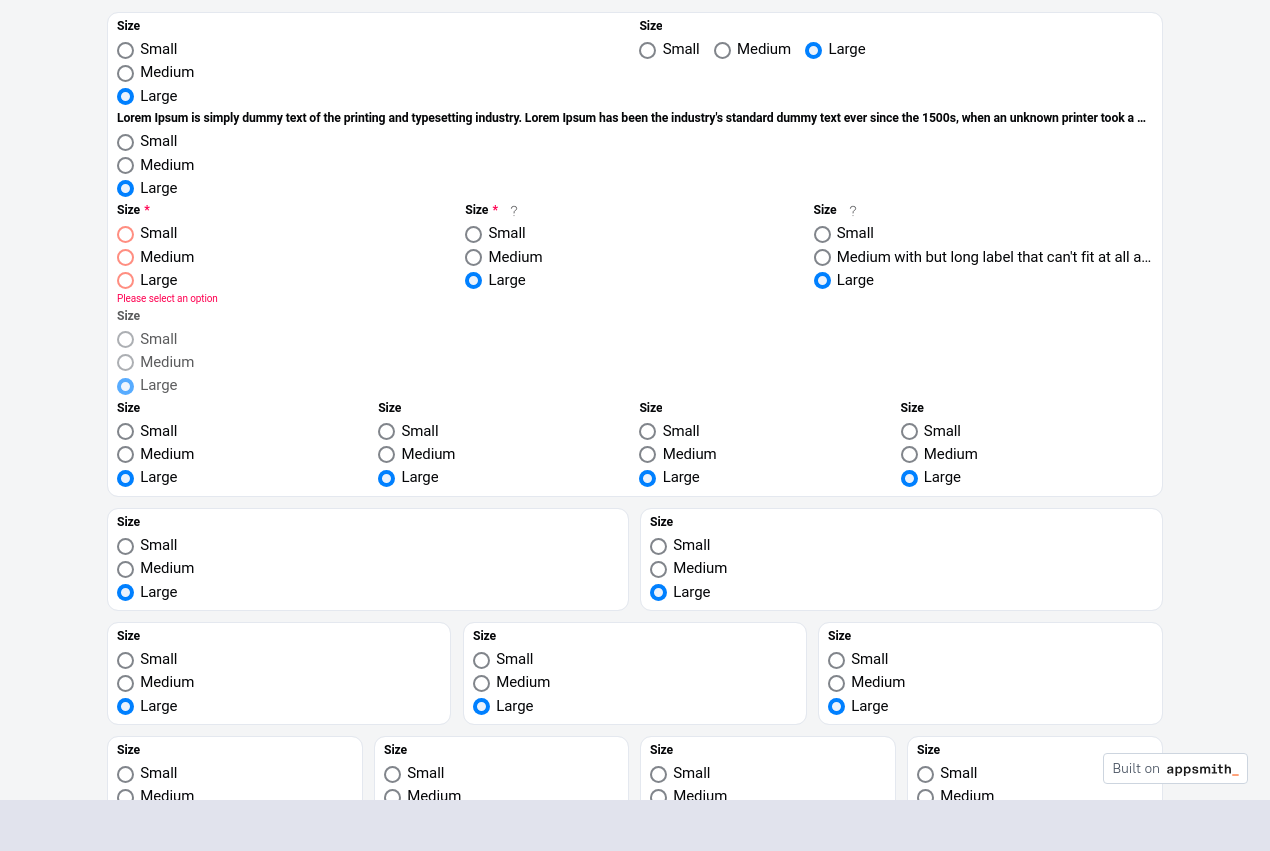 Size Size
Small Small Medium Large
Medium
Large
Lorem Ipsum is simply dummy text of the printing and typesetting industry. Lorem Ipsum has been the industry's standard dummy text ever since the 1500s, when an unknown printer took a ...
Small
Medium
Large
Size * Size * ? Size ?
Small Small Small
Medium Medium Medium with but long label that can't fit at all a...
Large Large Large
Please select an option
Size
Small
Medium
Large
Size Size Size Size
Small Small Small Small
Medium Medium Medium Medium
Large Large Large Large
Size Size
Small Small
Medium Medium
Large Large
Size Size Size
Small Small Small
Medium Medium Medium
Large Large Large
Size Size Size Size
Small Small Small Small
Medium Medium Medium Medium
Built on appsmith_